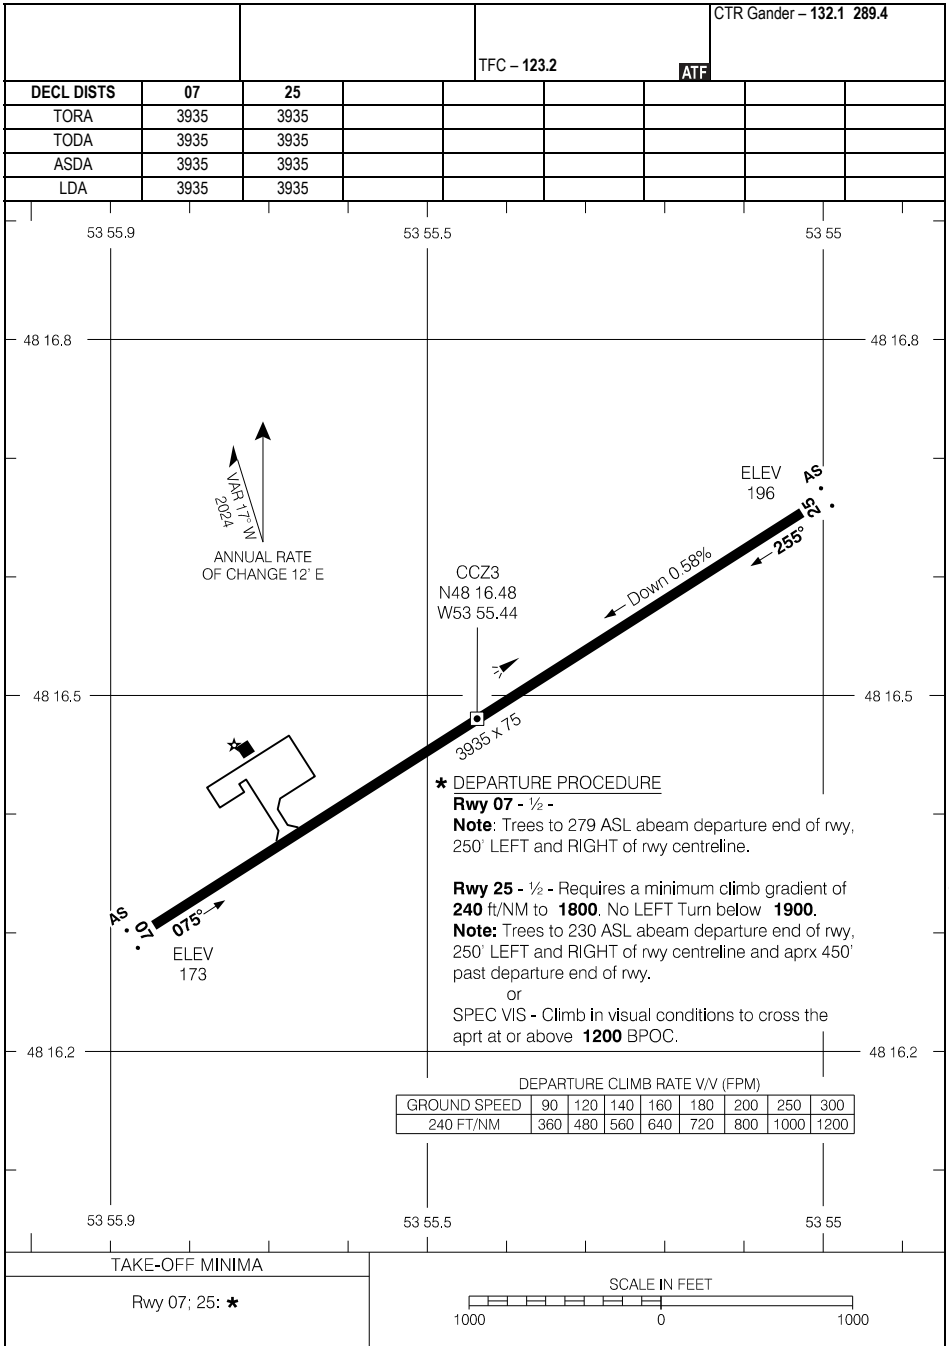 CTR Gander – 132.1 289.4
TFC – 123.2 ATF
DECL DISTS 07 25
TORA 3935 3935
TODA 3935 3935
ASDA 3935 3935
LDA 3935 3935
53 55.9 53 55.5 53 55
48 16.8 48 16.8
VAR 17° W
2024
ANNUAL RATE
OF CHANGE 12' E
ELEV
196
AS
25
255°
Down 0.58%
CCZ3
N48 16.48
W53 55.44
48 16.5 48 16.5
3935 x 75
* DEPARTURE PROCEDURE
Rwy 07 - ½ -
Note: Trees to 279 ASL abeam departure end of rwy,
250' LEFT and RIGHT of rwy centreline.
Rwy 25 - ½ - Requires a minimum climb gradient of
240 ft/NM to 1800. No LEFT Turn below 1900.
Note: Trees to 230 ASL abeam departure end of rwy,
250' LEFT and RIGHT of rwy centreline and aprx 450'
past departure end of rwy.
or
SPEC VIS - Climb in visual conditions to cross the
aprt at or above 1200 BPOC.
AS
07
075°
ELEV
173
48 16.2 48 16.2
DEPARTURE CLIMB RATE V/V (FPM)
GROUND SPEED 90 120 140 160 180 200 250 300
240 FT/NM 360 480 560 640 720 800 1000 1200
53 55.9 53 55.5 53 55
TAKE-OFF MINIMA
Rwy 07; 25: *
SCALE IN FEET
1000 0 1000